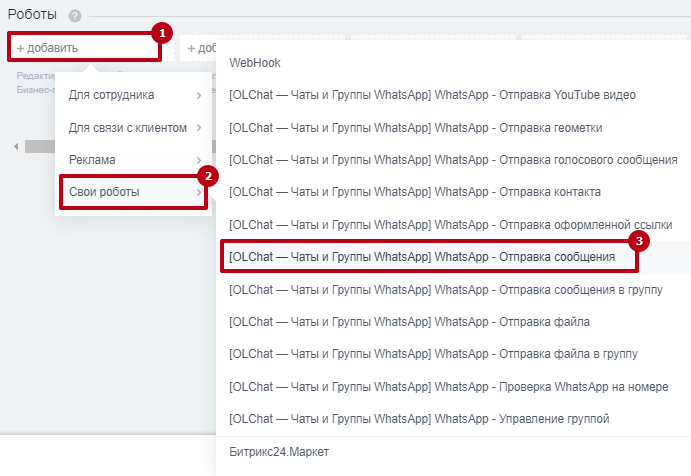 Роботы ?
1
+ добавить
+ до
Редакти
Бизнес-п
Для сотрудника
Для связи с клиентом
Реклама
2
Свои роботы
WebHook
[OLChat — Чаты и Группы WhatsApp] WhatsApp - Отправка YouTube видео
[OLChat — Чаты и Группы WhatsApp] WhatsApp - Отправка геометки
[OLChat — Чаты и Группы WhatsApp] WhatsApp - Отправка голосового сообщения
[OLChat — Чаты и Группы WhatsApp] WhatsApp - Отправка контакта
[OLChat — Чаты и Группы WhatsApp] WhatsApp - Отправка оформленной ссылки
3
[OLChat — Чаты и Группы WhatsApp] WhatsApp - Отправка сообщения
[OLChat — Чаты и Группы WhatsApp] WhatsApp - Отправка сообщения в группу
[OLChat — Чаты и Группы WhatsApp] WhatsApp - Отправка файла
[OLChat — Чаты и Группы WhatsApp] WhatsApp - Отправка файла в группу
[OLChat — Чаты и Группы WhatsApp] WhatsApp - Проверка WhatsApp на номере
[OLChat — Чаты и Группы WhatsApp] WhatsApp - Управление группой
Битрикс24.Маркет